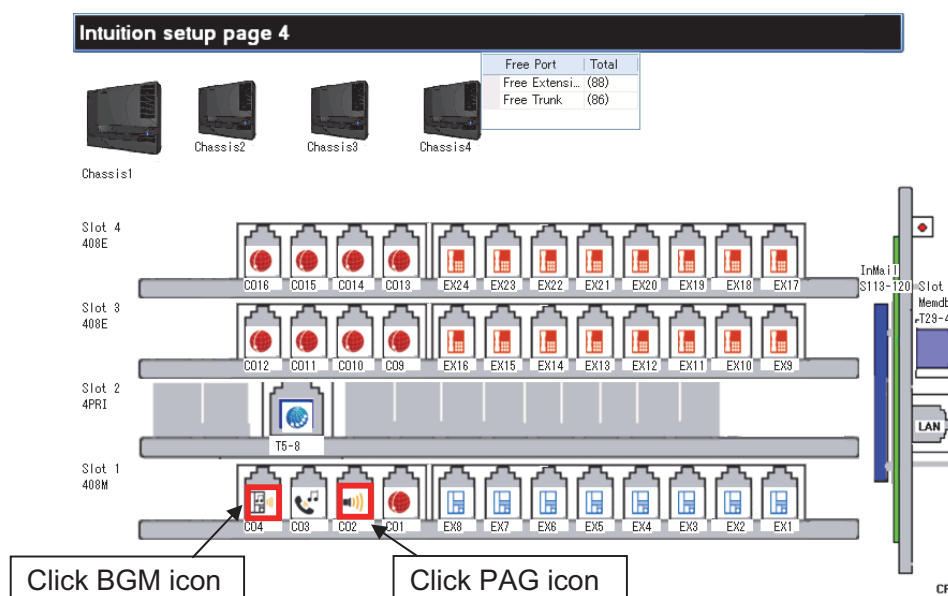 Intuition setup page 4
Free Port Total
Free Extensi... (88)
Free Trunk (86)
Chassis1
Chassis2
Chassis3
Chassis4
Slot 4
408E
CO16 CO15 CO14 CO13 EX24 EX23 EX22 EX21 EX20 EX19 EX18 EX17
InMail
S113-120
Slot
Memdb
T29-4
Slot 3
408E
CO12 CO11 CO10 CO9 EX16 EX15 EX14 EX13 EX12 EX11 EX10 EX9
Slot 2
4PRI
T5-8
LAN
Slot 1
408M
CO4 CO3 CO2 CO1 EX8 EX7 EX6 EX5 EX4 EX3 EX2 EX1
Click BGM icon
Click PAG icon